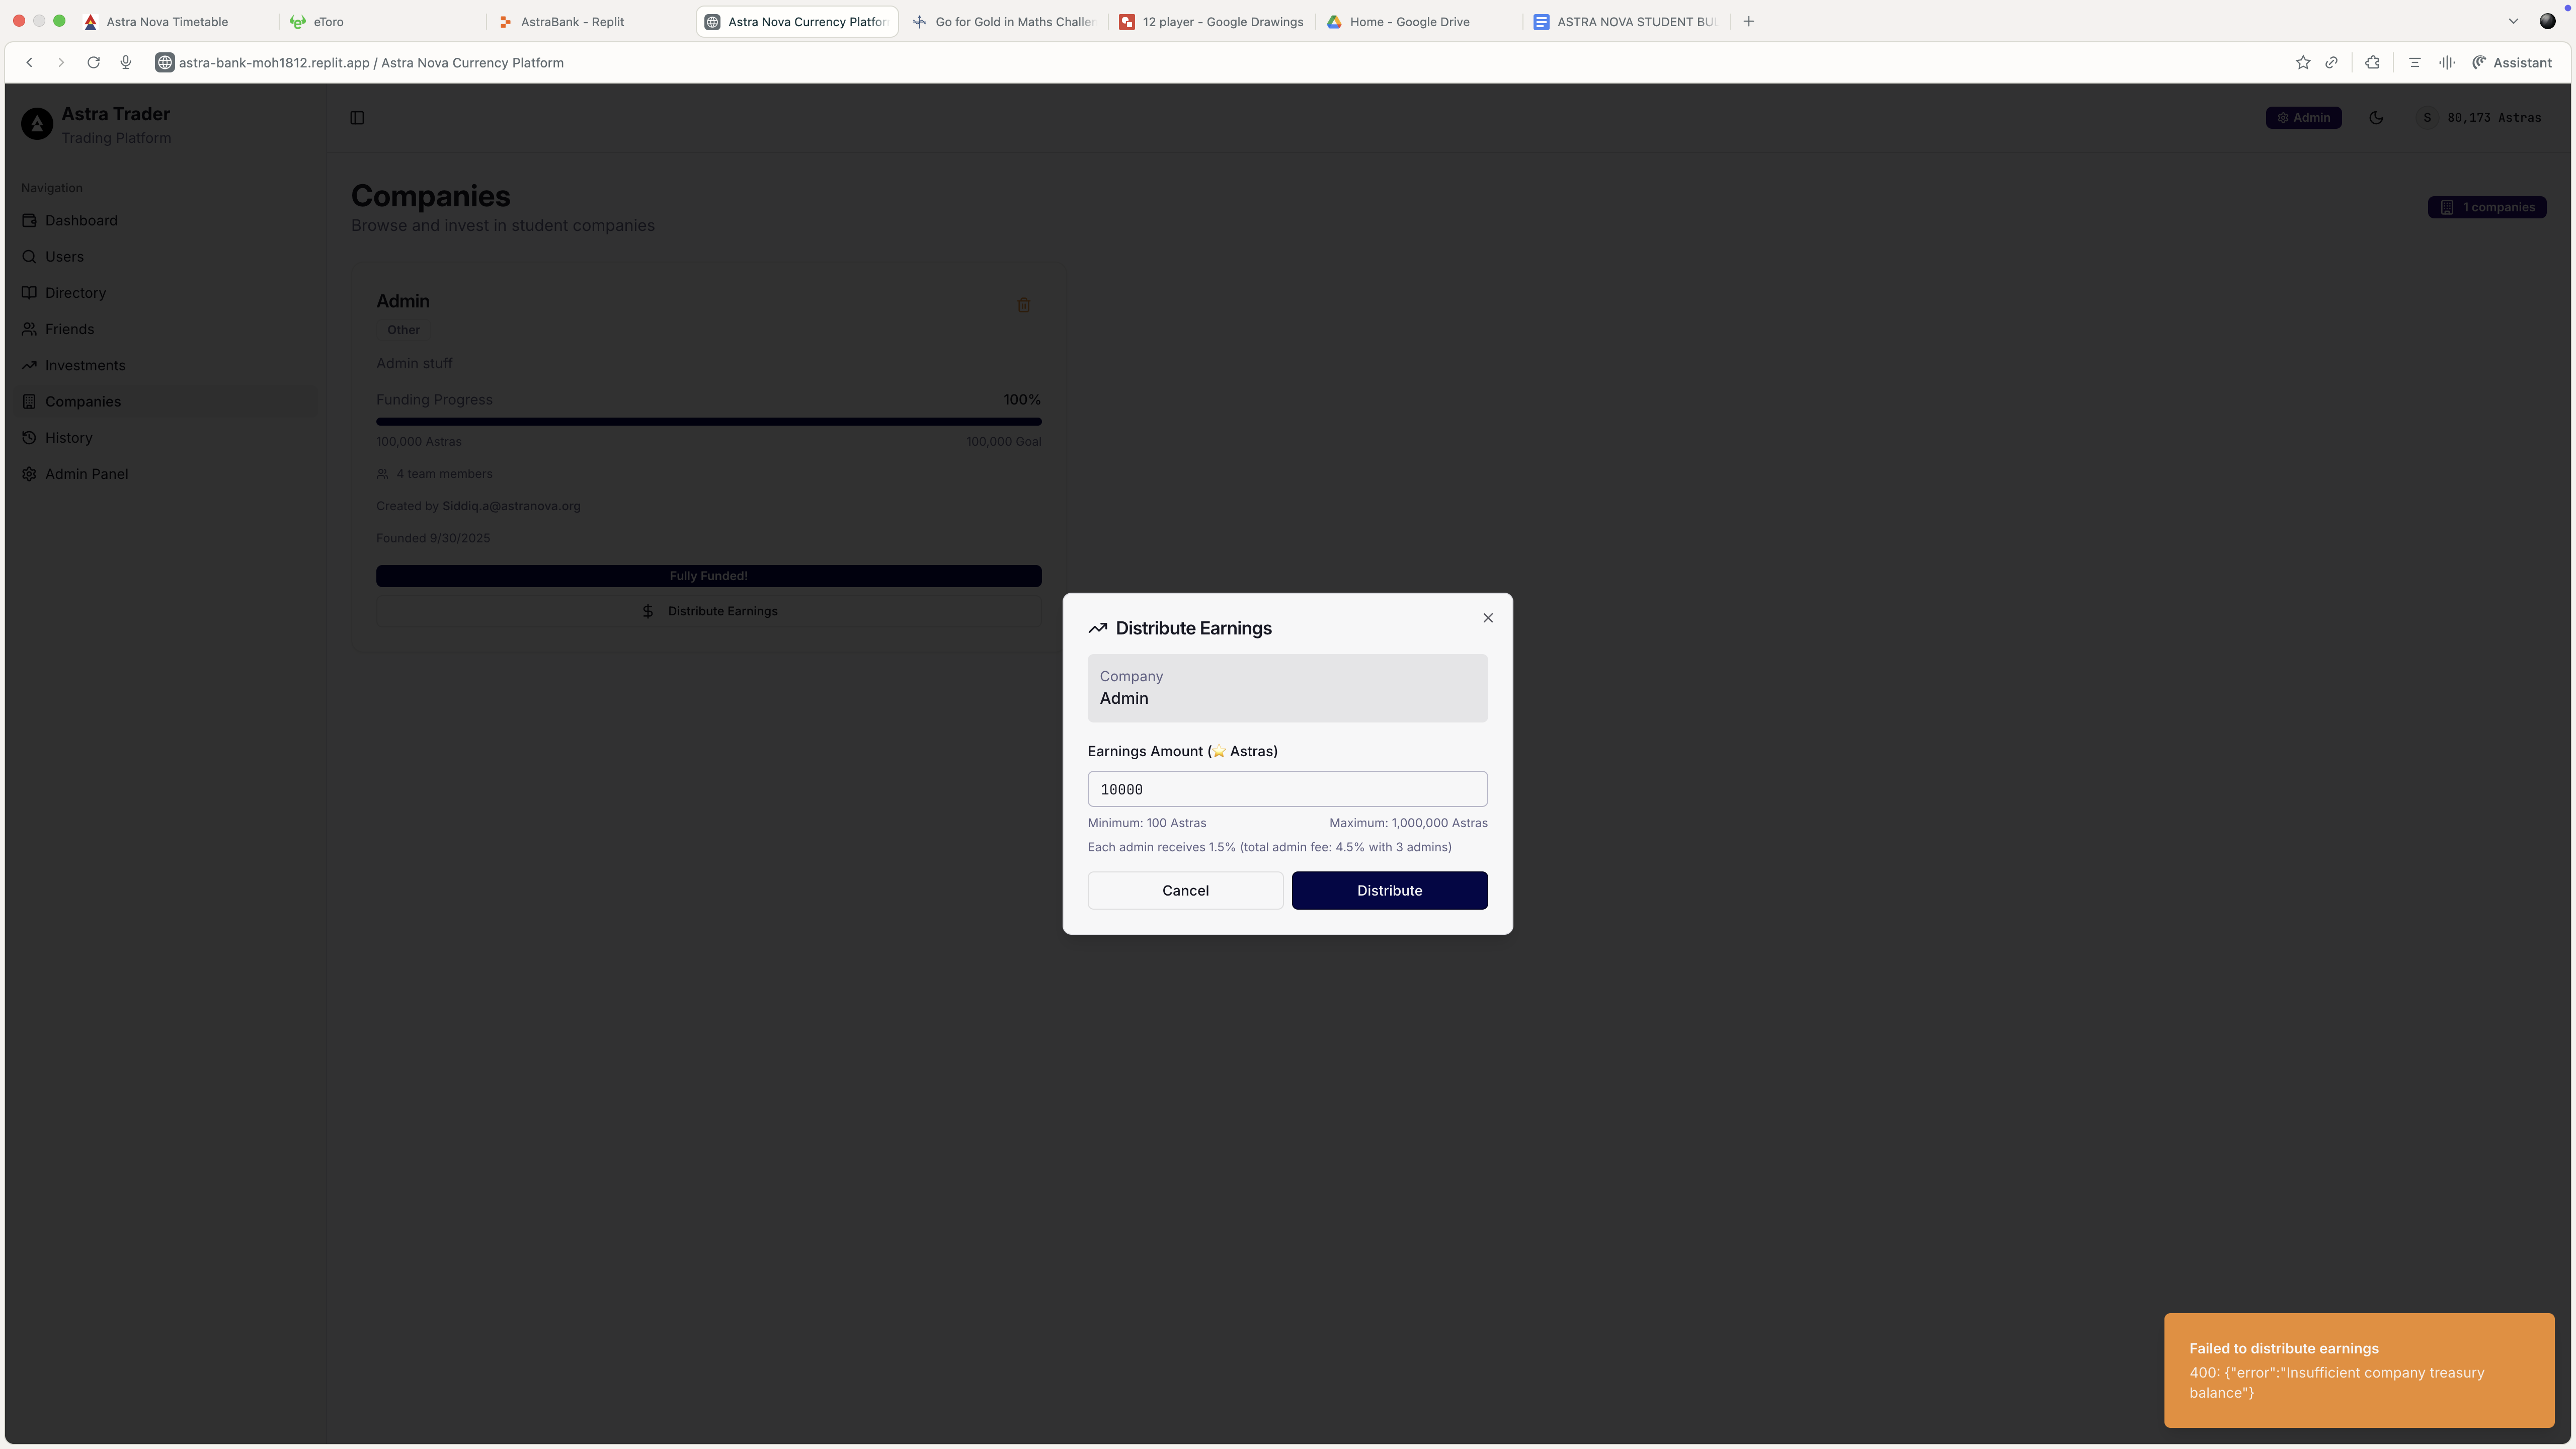 Astra Nova Timetable
eToro
AstraBank - Replit
Astra Nova Currency Platfor
Go for Gold in Maths Challen
12 player - Google Drawings
Home - Google Drive
ASTRA NOVA STUDENT BU
astra-bank-moh1812.replit.app / Astra Nova Currency Platform
Assistant
Astra Trader
Trading Platform
Admin
S
80,173 Astras
Navigation
Dashboard
Users
Directory
Friends
Investments
Companies
History
Admin Panel
Companies
Browse and invest in student companies
1 companies
Admin
Other
Admin stuff
Funding Progress
100%
100,000 Astras
100,000 Goal
4 team members
Created by Siddiq.a@astranova.org
Founded 9/30/2025
Fully Funded!
Distribute Earnings
Distribute Earnings
Company
Admin
Earnings Amount (⭐ Astras)
10000
Minimum: 100 Astras
Maximum: 1,000,000 Astras
Each admin receives 1.5% (total admin fee: 4.5% with 3 admins)
Cancel
Distribute
Failed to distribute earnings
400: {"error":"Insufficient company treasury
balance"}